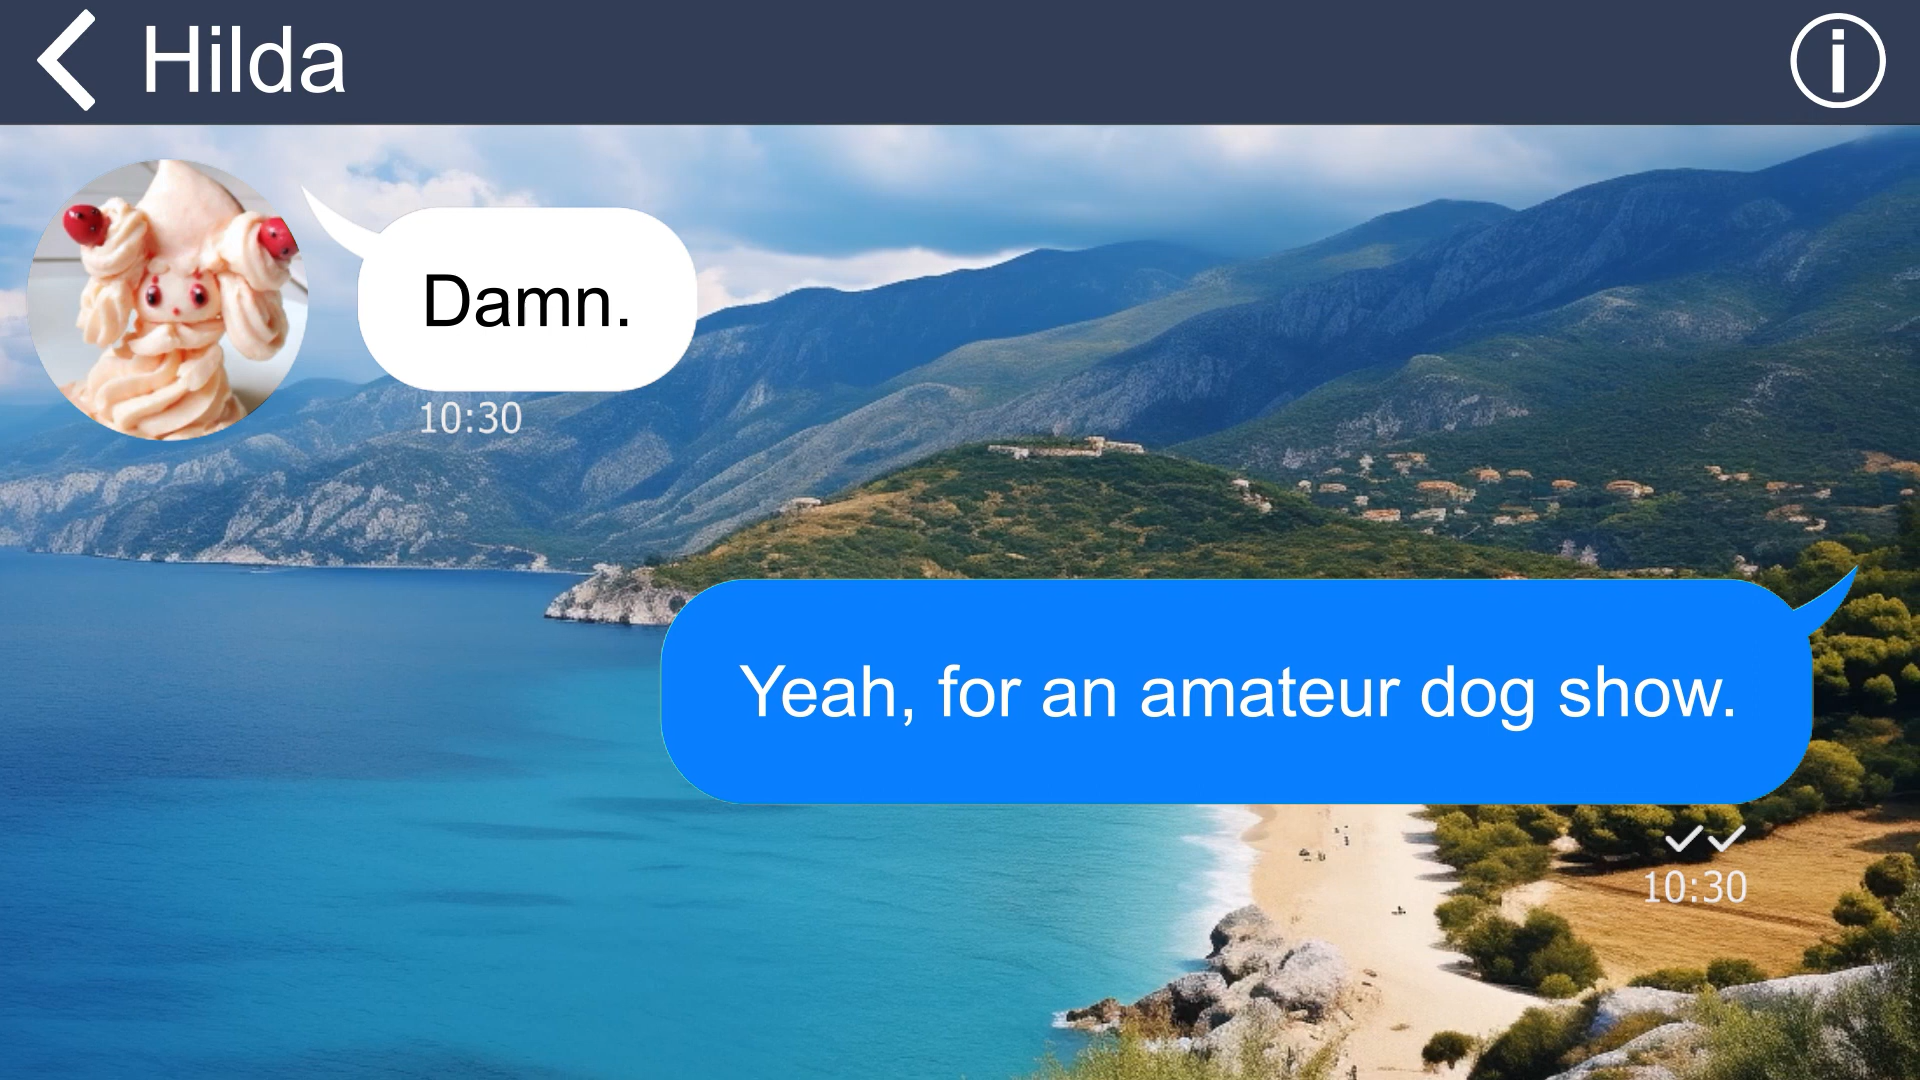 Hilda
Damn.
10:30
Yeah, for an amateur dog show.
10:30